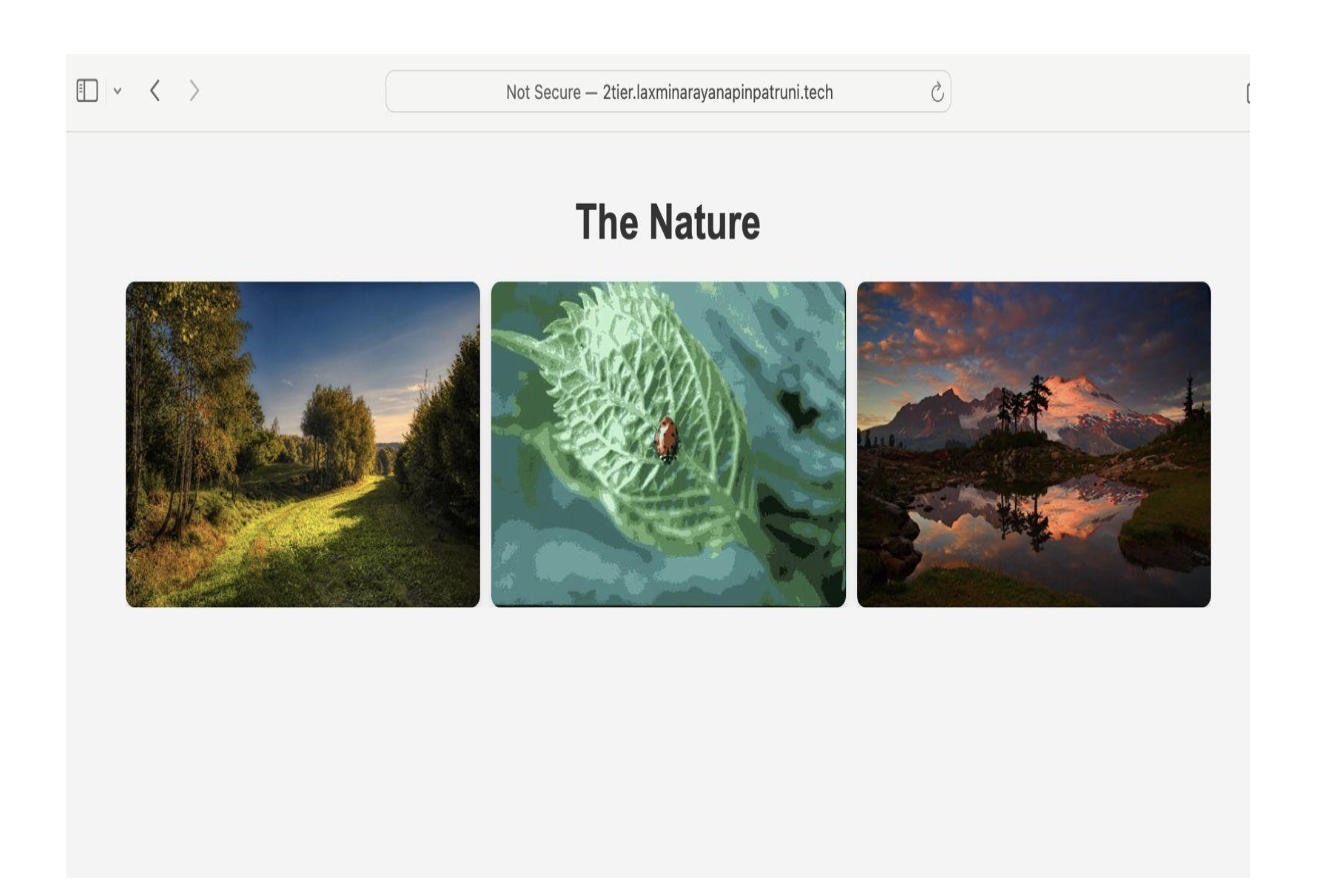 Not Secure — 2tier.laxminarayanapinpatruni.tech
The Nature